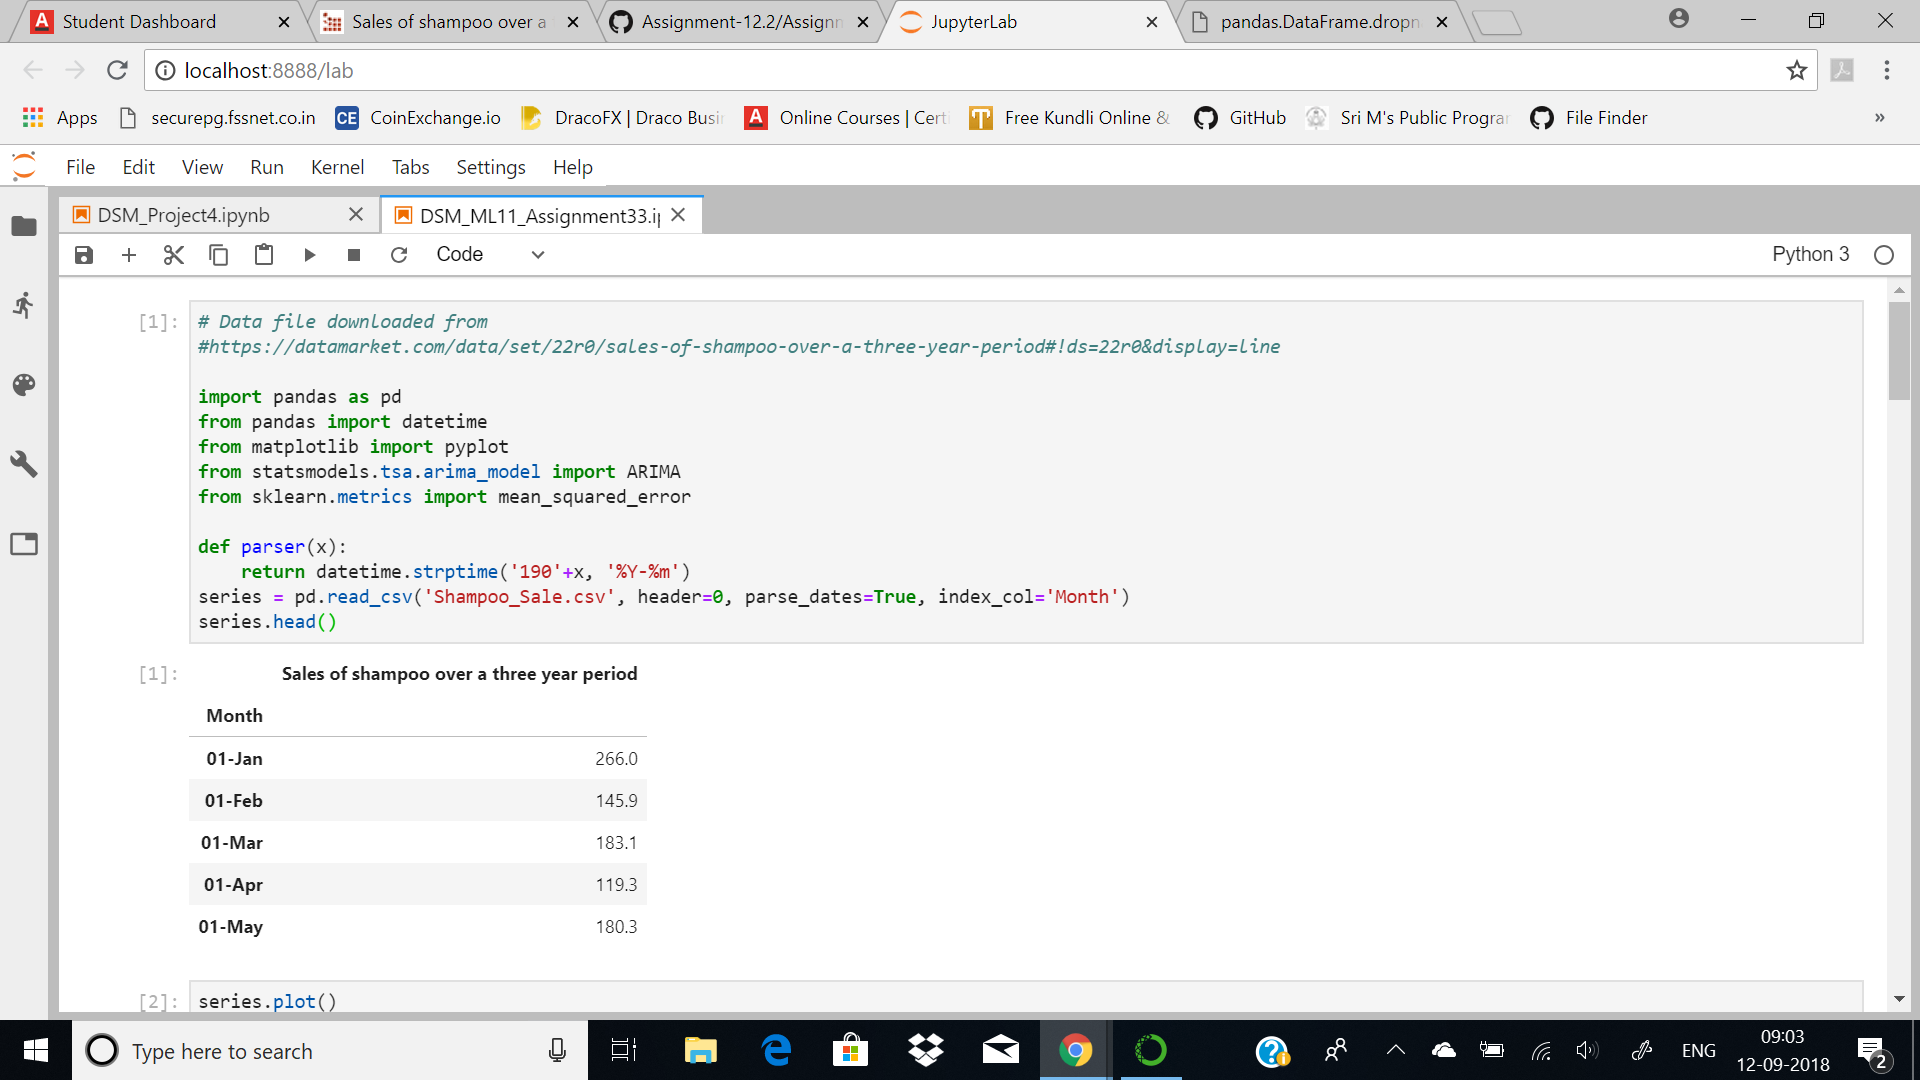 Student Dashboard
Sales of shampoo over a
Assignment-12.2/Assignm
JupyterLab
pandas.DataFrame.dropn
localhost:8888/lab
Apps
securepg.fssnet.co.in
CE
CoinExchange.io
DracoFX | Draco Busi
Online Courses | Certi
Free Kundli Online &
GitHub
Sri M's Public Program
File Finder
»
File Edit View Run Kernel Tabs Settings Help
DSM_Project4.ipynb
DSM_ML11_Assignment33.ip
Code
Python 3
[1]:
# Data file downloaded from
#https://datamarket.com/data/set/22r0/sales-of-shampoo-over-a-three-year-period#!ds=22r0&display=line
import pandas as pd
from pandas import datetime
from matplotlib import pyplot
from statsmodels.tsa.arima_model import ARIMA
from sklearn.metrics import mean_squared_error
def parser(x):
    return datetime.strptime('190'+x, '%Y-%m')
series = pd.read_csv('Shampoo_Sale.csv', header=0, parse_dates=True, index_col='Month')
series.head()
[1]:
Sales of shampoo over a three year period
Month
01-Jan 266.0
01-Feb 145.9
01-Mar 183.1
01-Apr 119.3
01-May 180.3
[2]: series.plot()
Type here to search
ENG
09:03
12-09-2018
2